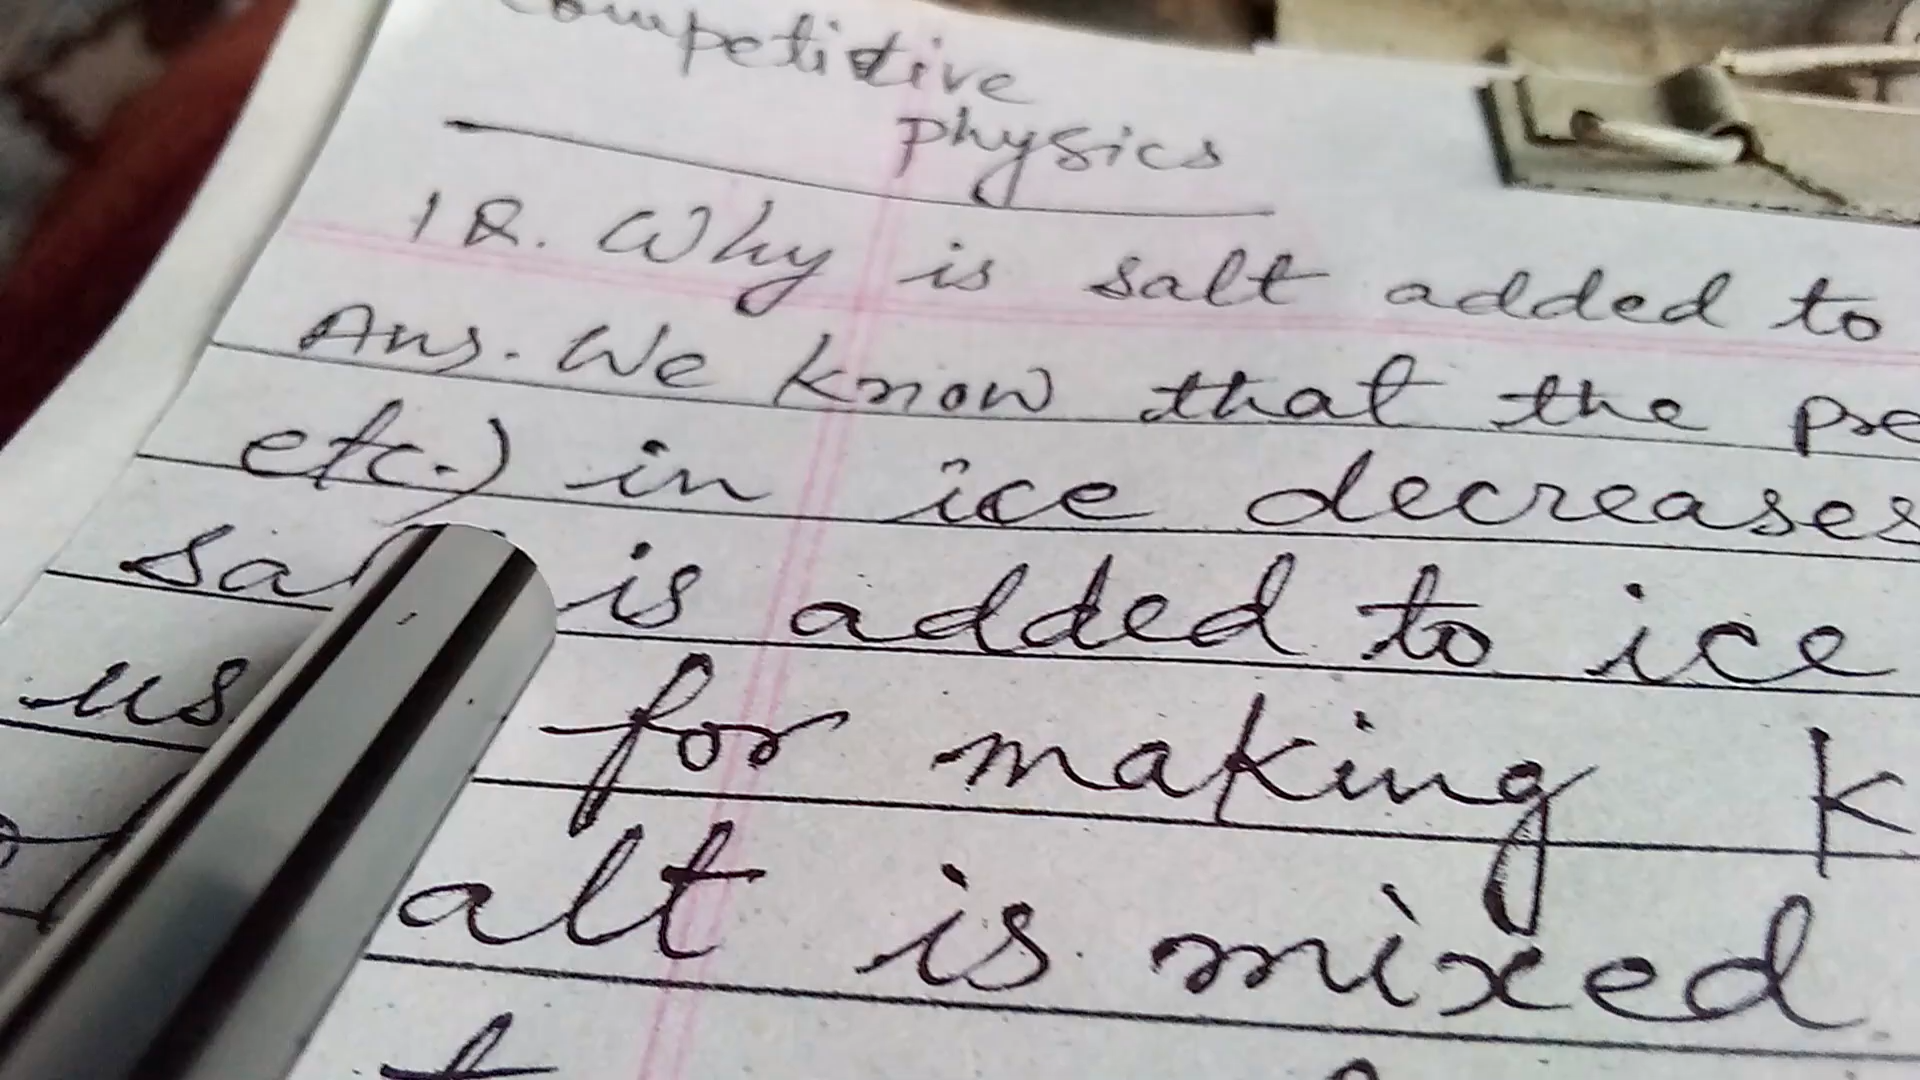 Competitive
physics
1Q. Why is salt added to
Ans. We know that the
etc.) in ice decreases
is added to ice
for making K
alt is mixed